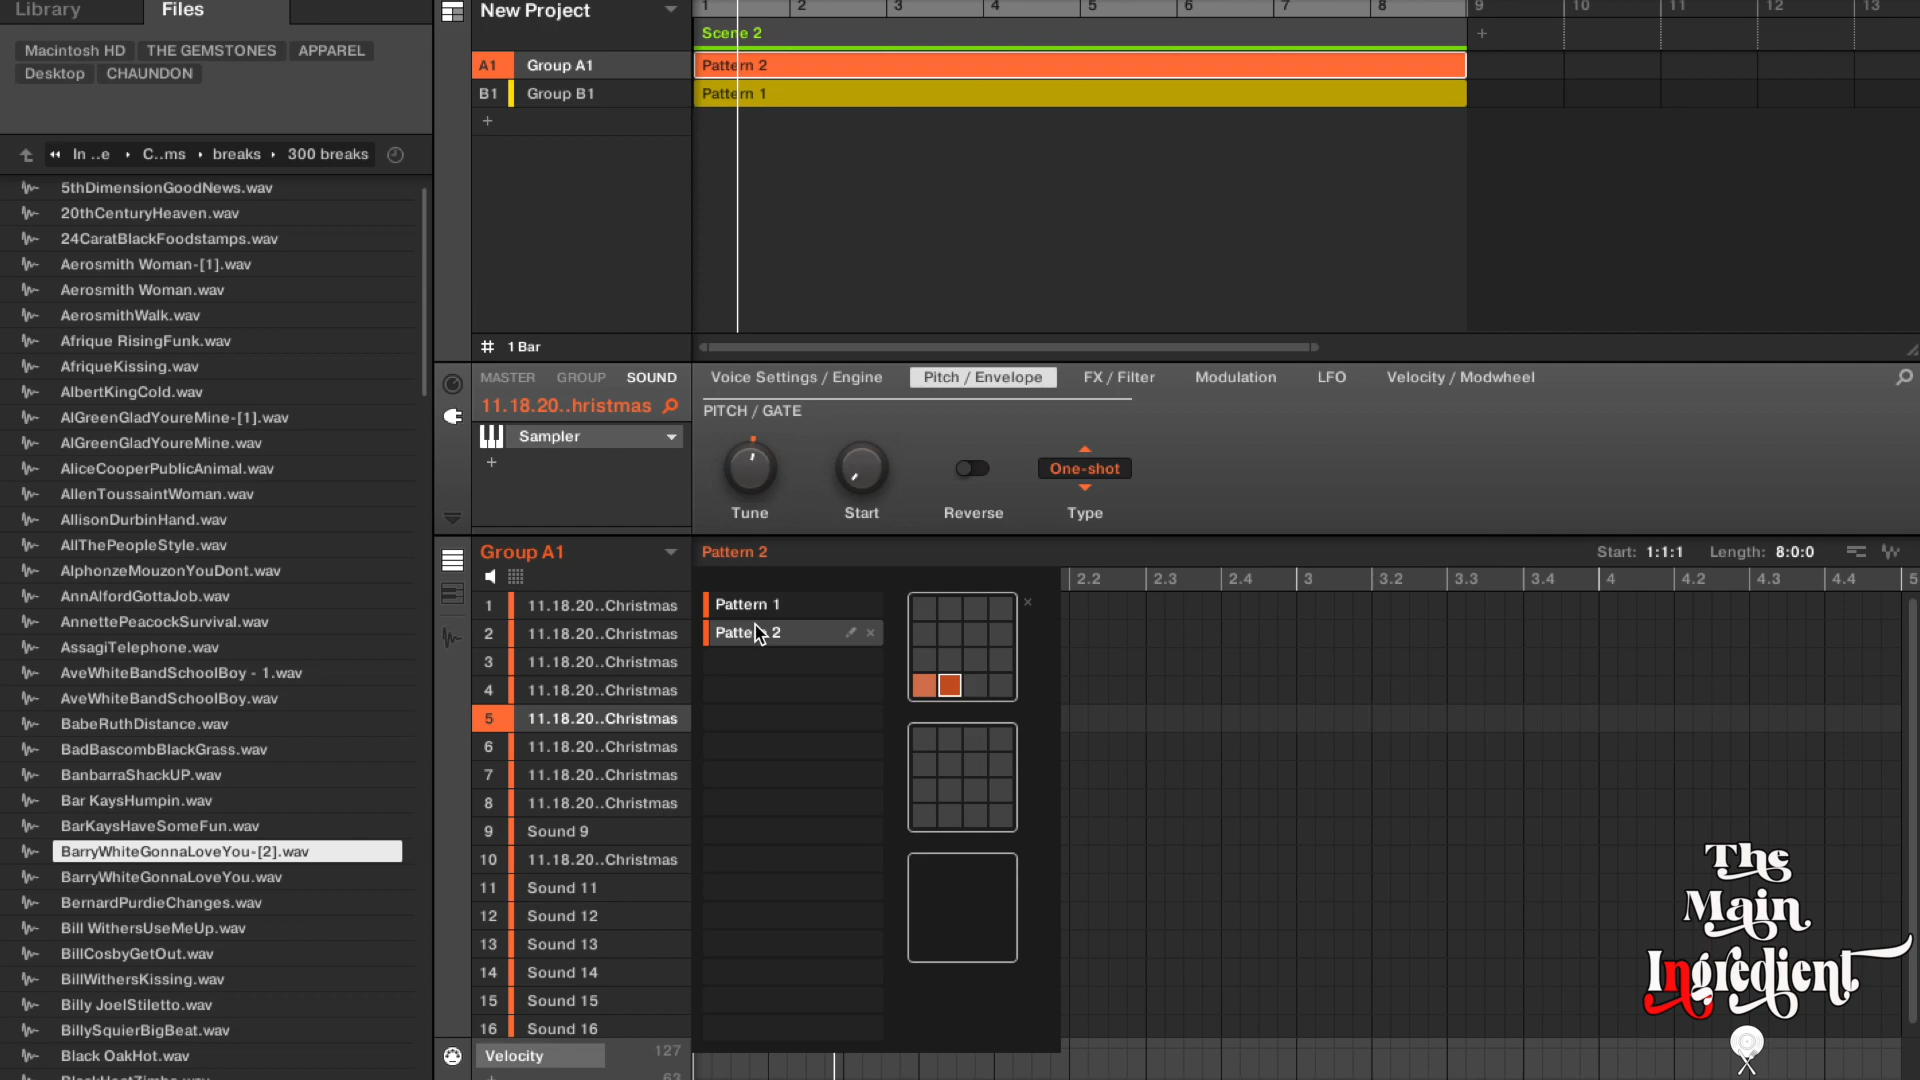 Library Files
Macintosh HD THE GEMSTONES APPAREL
Desktop CHAUNDON
In ..e C..ms breaks 300 breaks
5thDimensionGoodNews.wav
20thCenturyHeaven.wav
24CaratBlackFoodstamps.wav
Aerosmith Woman-[1].wav
Aerosmith Woman.wav
AerosmithWalk.wav
Afrique RisingFunk.wav
AfriqueKissing.wav
AlbertKingCold.wav
AlGreenGladYoureMine-[1].wav
AlGreenGladYoureMine.wav
AliceCooperPublicAnimal.wav
AllenToussaintWoman.wav
AllisonDurbinHand.wav
AllThePeopleStyle.wav
AlphonzeMouzonYouDont.wav
AnnAlfordGottaJob.wav
AnnettePeacockSurvival.wav
AssagiTelephone.wav
AveWhiteBandSchoolBoy - 1.wav
AveWhiteBandSchoolBoy.wav
BabeRuthDistance.wav
BadBascombBlackGrass.wav
BanbarraShackUP.wav
Bar KaysHumpin.wav
BarKaysHaveSomeFun.wav
BarryWhiteGonnaLoveYou-[2].wav
BarryWhiteGonnaLoveYou.wav
BernardPurdieChanges.wav
Bill WithersUseMeUp.wav
BillCosbyGetOut.wav
BillWithersKissing.wav
Billy JoelStiletto.wav
BillySquierBigBeat.wav
Black OakHot.wav
New Project
1 2 3 4 5 6 7 8 9 10 11 12 13
Scene 2 +
A1 Group A1 Pattern 2
B1 Group B1 Pattern 1
+
1 Bar
MASTER GROUP SOUND
11.18.20..hristmas
Sampler
+
Voice Settings / Engine Pitch / Envelope FX / Filter Modulation LFO Velocity / Modwheel
PITCH / GATE
One-shot
Tune Start Reverse Type
Group A1 Pattern 2 Start: 1:1:1 Length: 8:0:0
2.2 2.3 2.4 3 3.2 3.3 3.4 4 4.2 4.3 4.4 5
1 11.18.20..Christmas
2 11.18.20..Christmas
3 11.18.20..Christmas
4 11.18.20..Christmas
5 11.18.20..Christmas
6 11.18.20..Christmas
7 11.18.20..Christmas
8 11.18.20..Christmas
9 Sound 9
10 11.18.20..Christmas
11 Sound 11
12 Sound 12
13 Sound 13
14 Sound 14
15 Sound 15
16 Sound 16
Velocity 127
Pattern 1
Pattern 2
The
Main
Ingredient